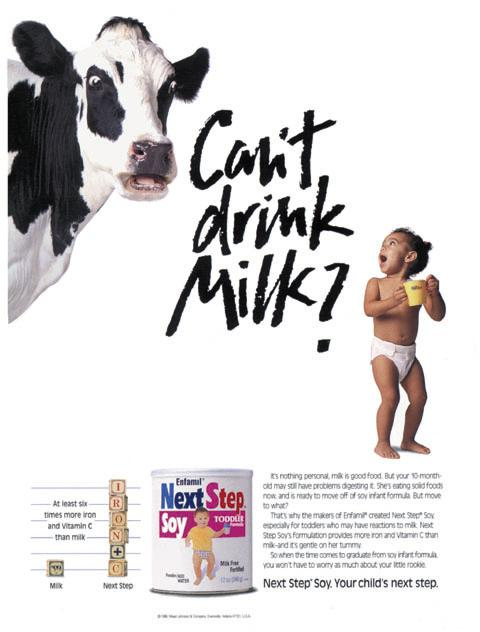 Can't
drink
Milk?
At least six
times more iron
and Vitamin C
than milk
I
R
O
N
+
C
Milk
Next Step
Enfamil®
Next Step
Soy
TODDLER
Formula
Milk Free
Fortified
It's nothing personal, milk is good food. But your 10-month-
old may still have problems digesting it. She's eating solid foods
now, and is ready to move off of soy infant formula. But move
to what?
That's why the makers of Enfamil® created Next Step® Soy,
especially for toddlers who may have reactions to milk. Next
Step Soy's formulation provides more iron and Vitamin C than
milk-and it's gentle on her tummy.
So when the time comes to graduate from soy infant formula,
you won't have to worry as much about your little rookie.
Next Step® Soy. Your child's next step.